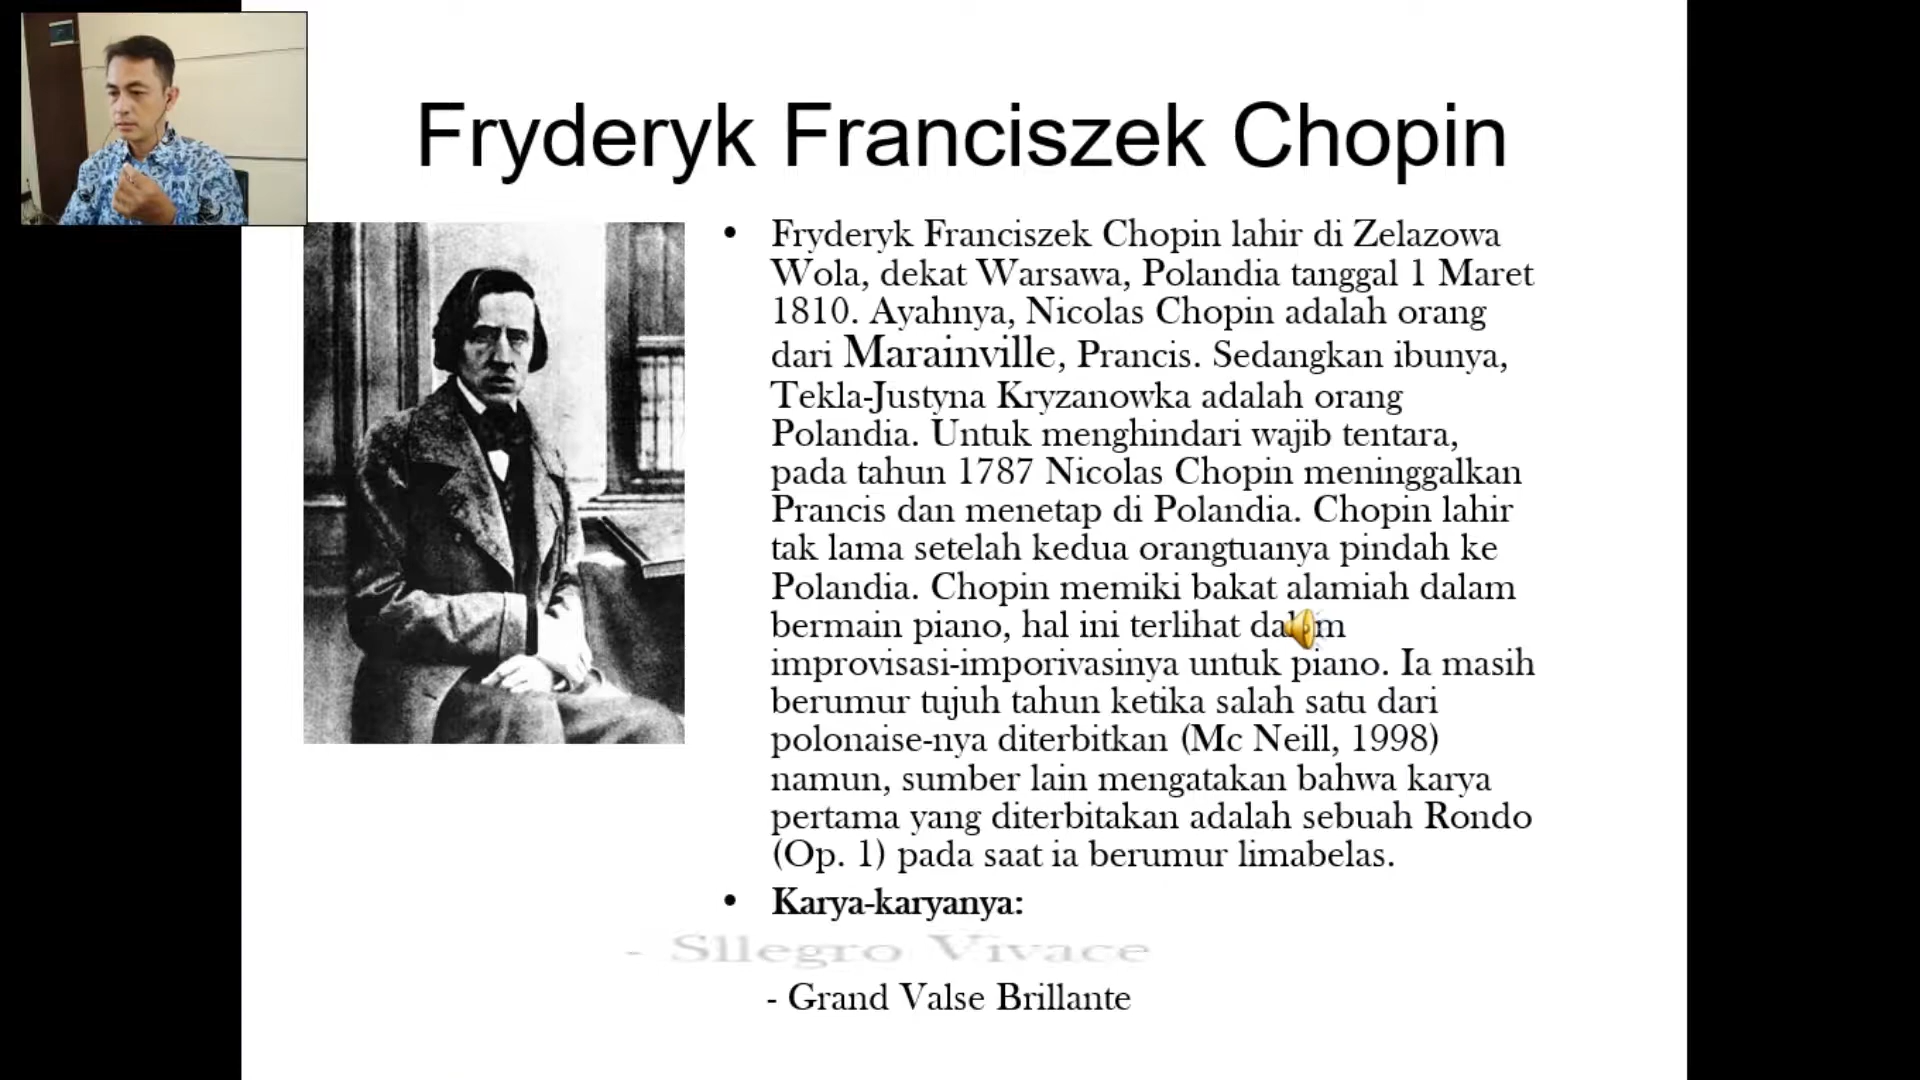 Fryderyk Franciszek Chopin
• Fryderyk Franciszek Chopin lahir di Zelazowa
Wola, dekat Warsawa, Polandia tanggal 1 Maret
1810. Ayahnya, Nicolas Chopin adalah orang
dari Marainville, Prancis. Sedangkan ibunya,
Tekla-Justyna Kryzanowka adalah orang
Polandia. Untuk menghindari wajib tentara,
pada tahun 1787 Nicolas Chopin meninggalkan
Prancis dan menetap di Polandia. Chopin lahir
tak lama setelah kedua orangtuanya pindah ke
Polandia. Chopin memiki bakat alamiah dalam
bermain piano, hal ini terlihat dalam
improvisasi-imporivasinya untuk piano. Ia masih
berumur tujuh tahun ketika salah satu dari
polonaise-nya diterbitkan (Mc Neill, 1998)
namun, sumber lain mengatakan bahwa karya
pertama yang diterbitakan adalah sebuah Rondo
(Op. 1) pada saat ia berumur limabelas.
• Karya-karyanya:
- Sllegro Vivace
- Grand Valse Brillante